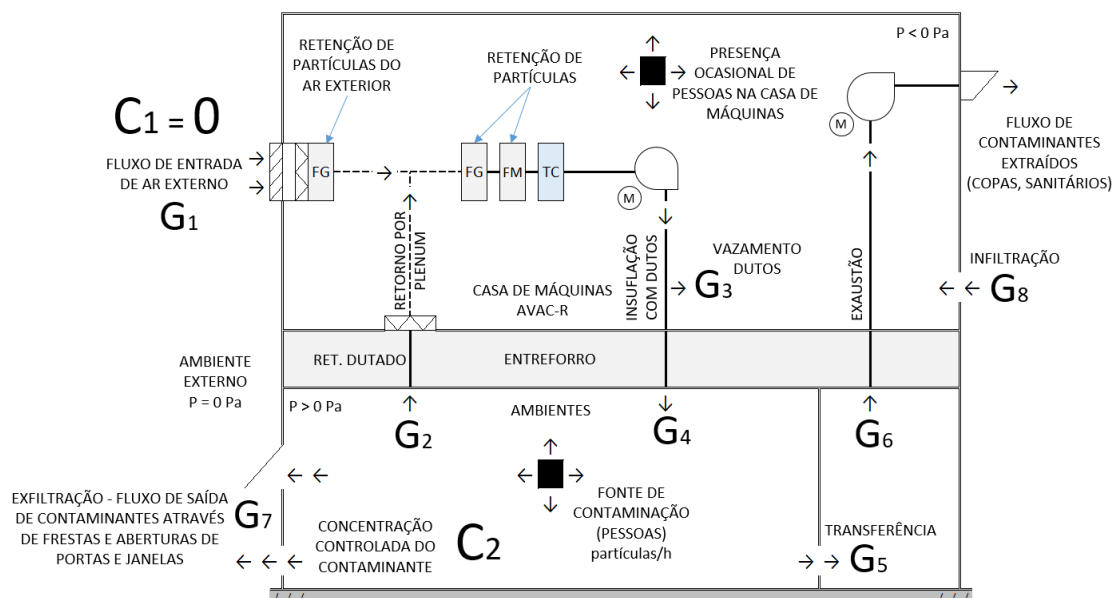 RETENÇÃO DE
PARTÍCULAS DO
AR EXTERIOR
RETENÇÃO DE
PARTÍCULAS
PRESENÇA
OCASIONAL DE
PESSOAS NA CASA DE
MÁQUINAS
P < 0 Pa
C1 = 0
FLUXO DE ENTRADA
DE AR EXTERNO
G1
FG
FG
FM
TC
M
M
FLUXO DE
CONTAMINANTES
EXTRAÍDOS
(COPAS, SANITÁRIOS)
RETORNO POR
PLENUM
CASA DE MÁQUINAS
AVAC-R
INSUFLAÇÃO
COM DUTOS
VAZAMENTO
DUTOS
G3
EXAUSTÃO
INFILTRAÇÃO
G8
AMBIENTE
EXTERNO
P = 0 Pa
RET. DUTADO
ENTREFORRO
P > 0 Pa
G2
AMBIENTES
G4
G6
EXFILTRAÇÃO - FLUXO DE SAÍDA
DE CONTAMINANTES ATRAVÉS
DE FRESTAS E ABERTURAS DE
PORTAS E JANELAS
G7
CONCENTRAÇÃO
CONTROLADA DO
CONTAMINANTE
C2
FONTE DE
CONTAMINAÇÃO
(PESSOAS)
partículas/h
TRANSFERÊNCIA
G5